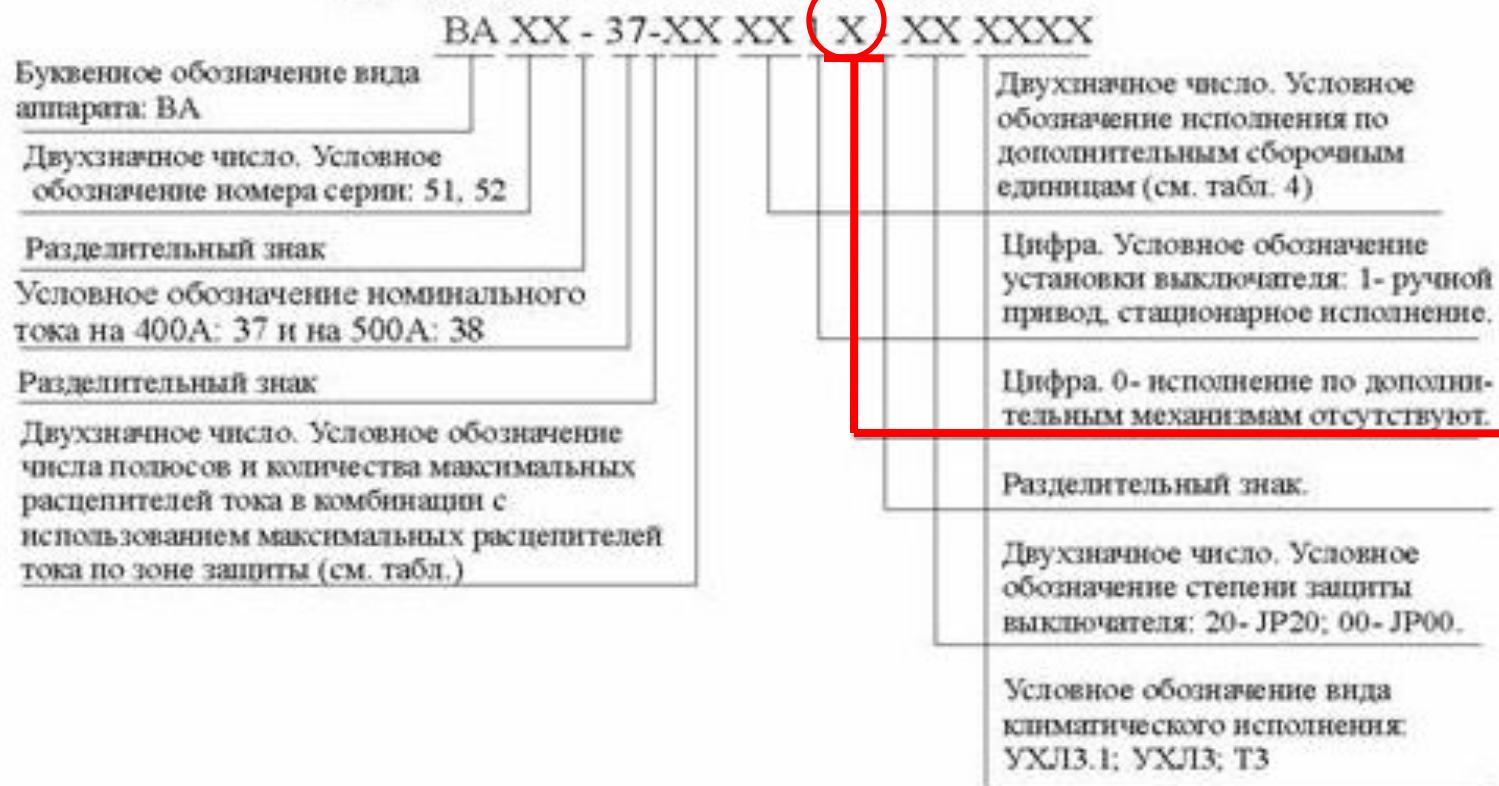 ВА ХХ - 37-ХХ ХХ 1 Х - ХХ ХХХХ
Буквенное обозначение вида
аппарата: ВА
Двухзначное число. Условное
обозначение номера серии: 51, 52
Разделительный знак
Условное обозначение номинального
тока на 400А: 37 и на 500А: 38
Разделительный знак
Двухзначное число. Условное обозначение
числа полюсов и количества максимальных
расцепителей тока в комбинации с
использованием максимальных расцепителей
тока по зоне защиты (см. табл.)
Двухзначное число. Условное
обозначение исполнения по
дополнительным сборочным
единицам (см. табл. 4)
Цифра. Условное обозначение
установки выключателя: 1- ручной
привод, стационарное исполнение.
Цифра. 0- исполнение по дополни-
тельным механизмам отсутствуют.
Разделительный знак.
Двухзначное число. Условное
обозначение степени защиты
выключателя: 20- JP20; 00- JP00.
Условное обозначение вида
климатического исполнения:
УХЛ3.1; УХЛ3; Т3